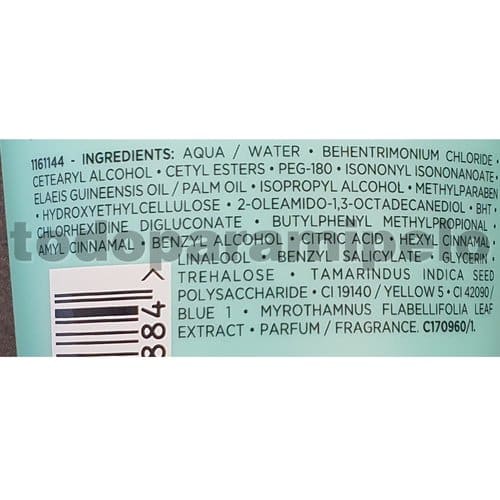 1161144 - INGREDIENTS: AQUA / WATER • BEHENTRIMONIUM CHLORIDE •
CETEARYL ALCOHOL • CETYL ESTERS • PEG-180 • ISONONYL ISONONANOATE •
ELAEIS GUINEENSIS OIL / PALM OIL • ISOPROPYL ALCOHOL • METHYLPARABEN
• HYDROXYETHYLCELLULOSE • 2-OLEAMIDO-1,3-OCTADECANEDIOL • BHT •
CHLORHEXIDINE DIGLUCONATE • BUTYLPHENYL METHYLPROPIONAL •
AMYL CINNAMAL • BENZYL ALCOHOL • CITRIC ACID • HEXYL CINNAMAL •
LINALOOL • BENZYL SALICYLATE • GLYCERIN •
TREHALOSE • TAMARINDUS INDICA SEED
POLYSACCHARIDE • CI 19140 / YELLOW 5 • CI 42090 /
BLUE 1 • MYROTHAMNUS FLABELLIFOLIA LEAF
EXTRACT • PARFUM / FRAGRANCE. C170960/1.
884 >
todoparamipelo